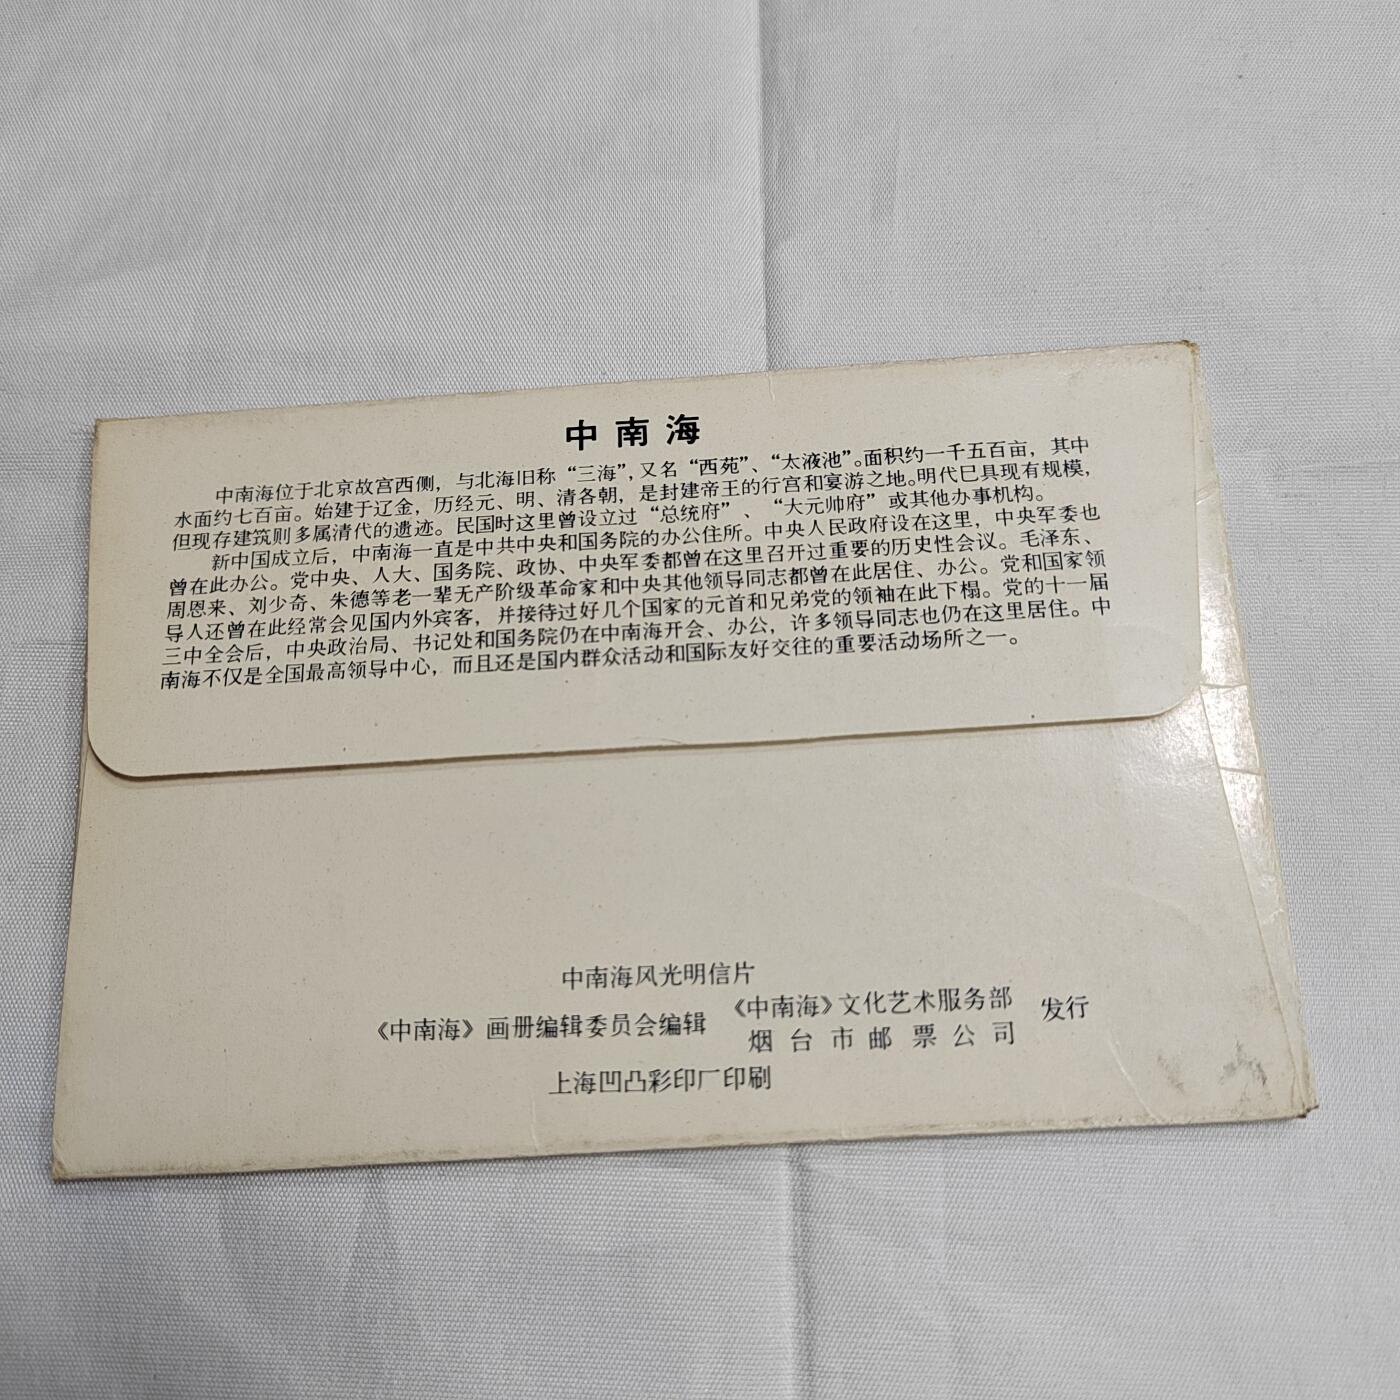 中南海
中南海位于北京故宫西侧，与北海旧称“三海”，又名“西苑”、“太液池”。面积约一千五百亩，其中
水面约七百亩。始建于辽金，历经元、明、清各朝，是封建帝王的行宫和宴游之地。明代已具现有规模，
但现存建筑则多属清代的遗迹。民国时这里曾设立过“总统府”、“大元帅府”或其他办事机构。
新中国成立后，中南海一直是中共中央和国务院的办公住所。中央人民政府设在这里，中央军委也
曾在此办公。党中央、人大、国务院、政协、中央军委都曾在这里召开过重要的历史性会议。毛泽东、
周恩来、刘少奇、朱德等老一辈无产阶级革命家和中央其他领导同志都曾在此居住、办公。党和国家领
导人还曾在此经常会见国内外宾客，并接待过好几个国家的元首和兄弟党的领袖在此下榻。党的十一届
三中全会后，中央政治局、书记处和国务院仍在中南海开会、办公，许多领导同志也仍在这里居住。中
南海不仅是全国最高领导中心，而且还是国内群众活动和国际友好交往的重要活动场所之一。
中南海风光明信片
《中南海》画册编辑委员会编辑
《中南海》文化艺术服务部
烟台市邮票公司
发行
上海凹凸彩印厂印刷